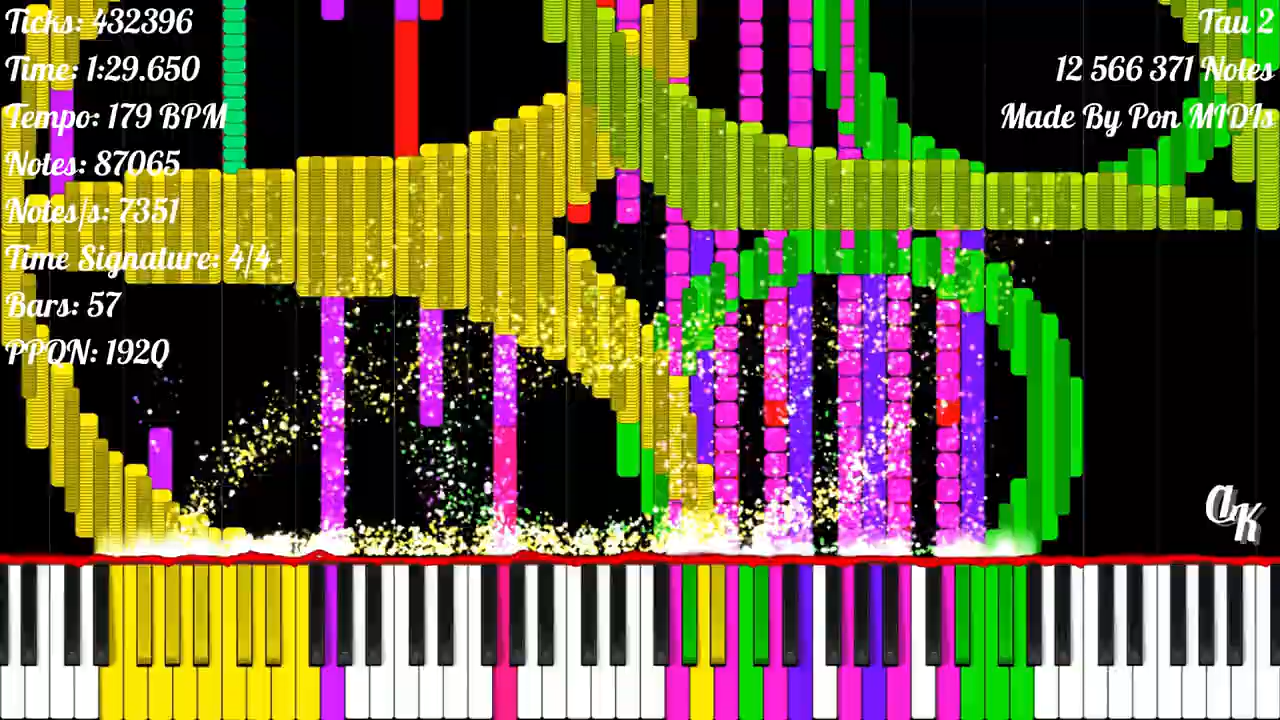 Ticks: 432396
Time: 1:29.650
Tempo: 179 BPM
Notes: 87065
Notes/s: 7351
Time Signature: 4/4
Bars: 57
PPQN: 1920
Tau 2
12 566 371 Notes
Made By Pon MIDIs
aK